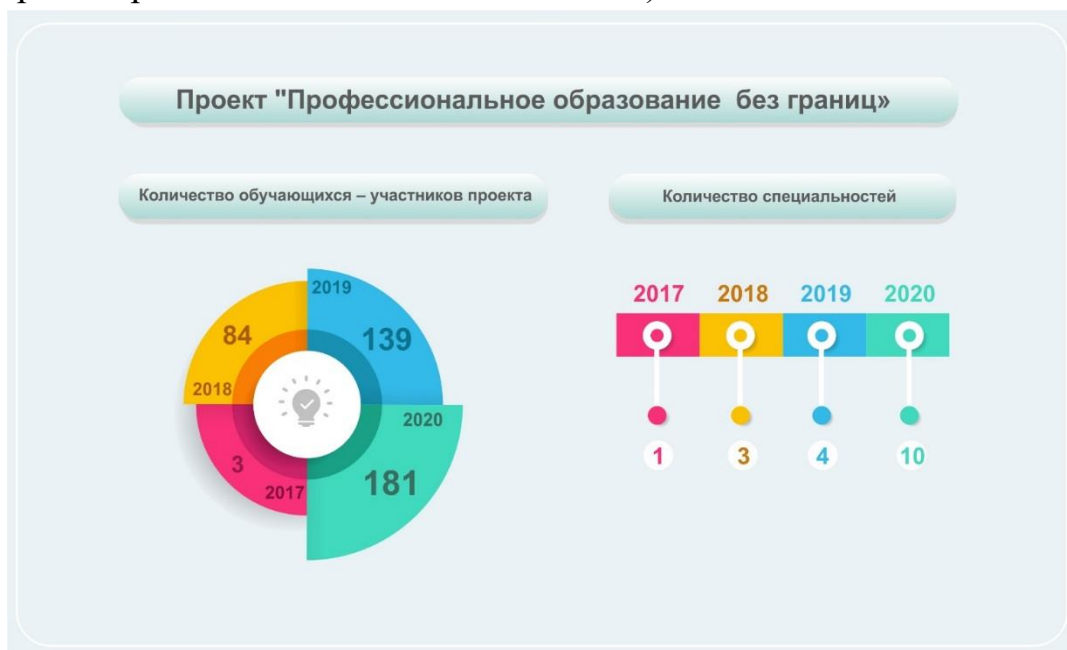 Проект "Профессиональное образование без границ»
Количество обучающихся – участников проекта
Количество специальностей
2019
84
139
2018
2020
3
2017
181
2017 2018 2019 2020
1 3 4 10